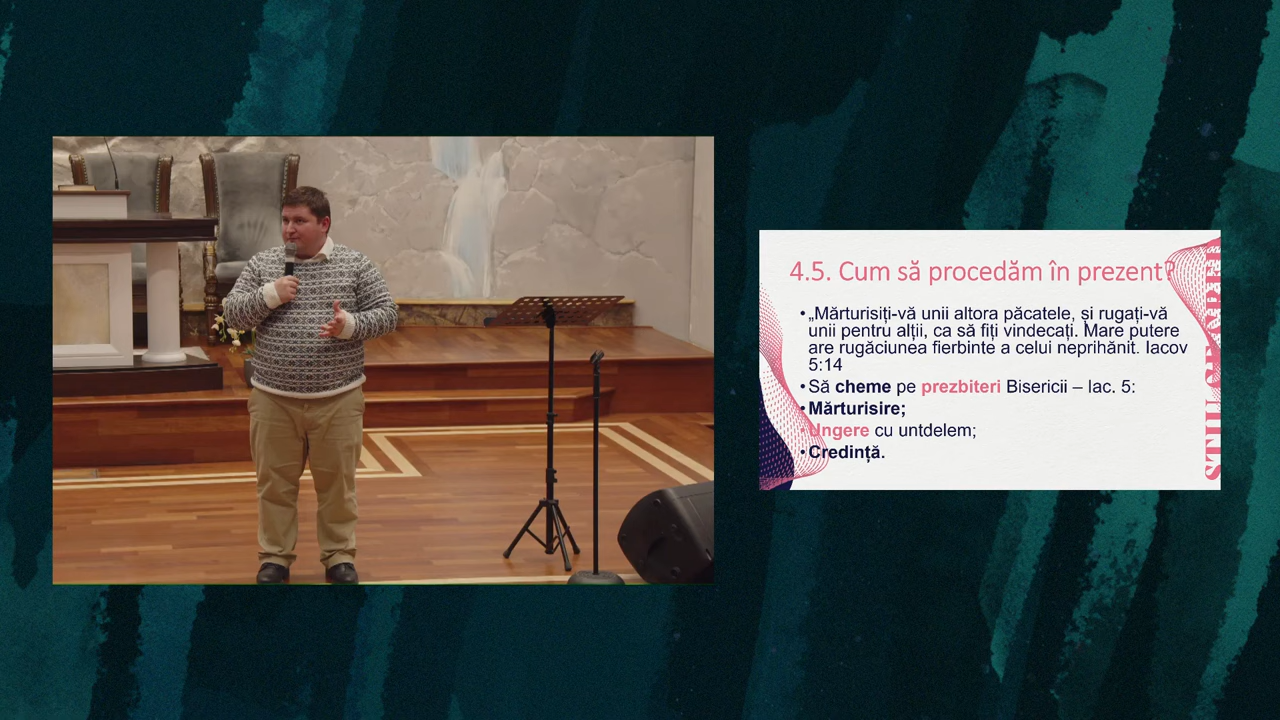 4.5. Cum să procedăm în prezent?
•„Mărturisiți-vă unii altora păcatele, și rugați-vă
unii pentru alții, ca să fiți vindecați. Mare putere
are rugăciunea fierbinte a celui neprihănit. Iacov
5:14
•Să cheme pe prezbiteri Bisericii – Iac. 5:
•Mărturisire;
•Ungere cu untdelem;
•Credință.